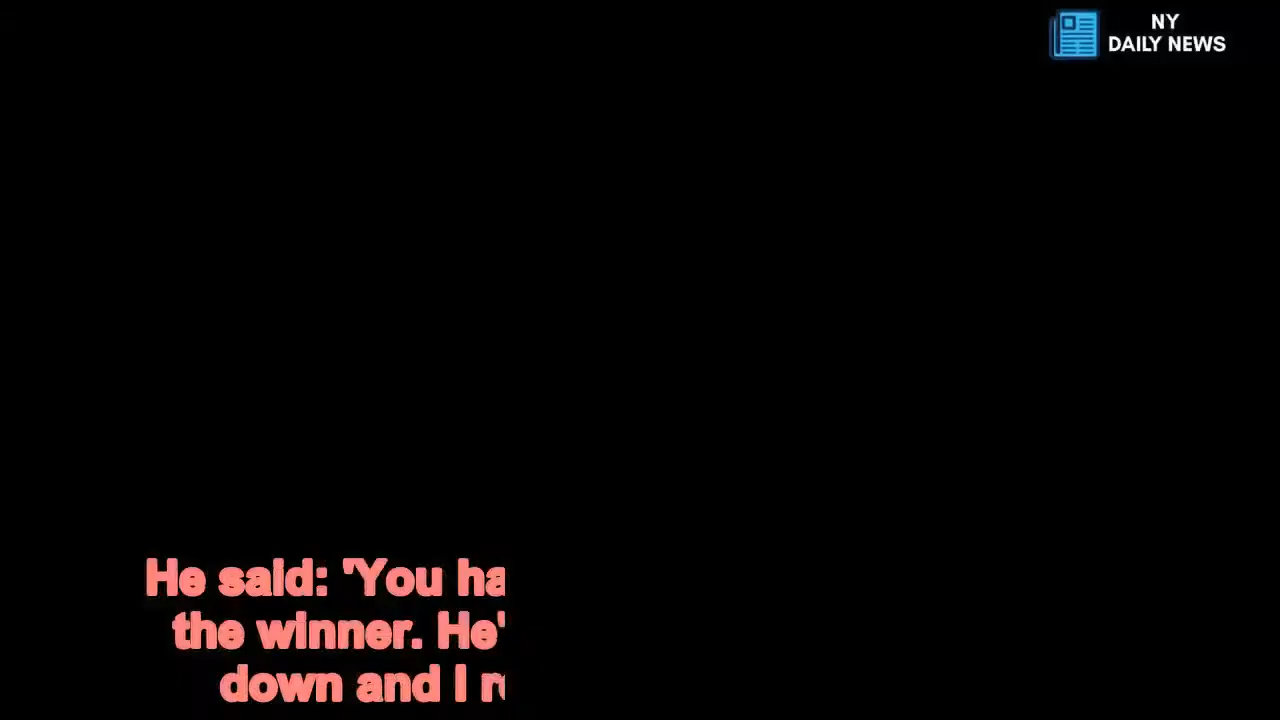 NY
DAILY NEWS
He said: "You ha
the winner. He'
down and I